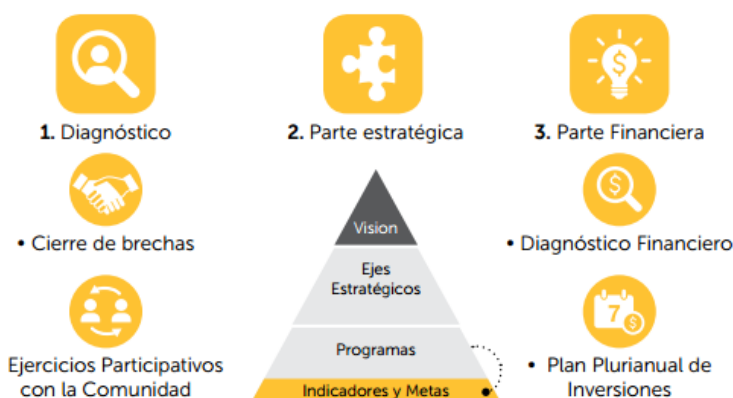 1. Diagnóstico
2. Parte estratégica
3. Parte Financiera
• Cierre de brechas
Ejercicios Participativos
con la Comunidad
Vision
Ejes
Estratégicos
Programas
Indicadores y Metas
$
• Diagnóstico Financiero
$
7
$
• Plan Plurianual de
Inversiones